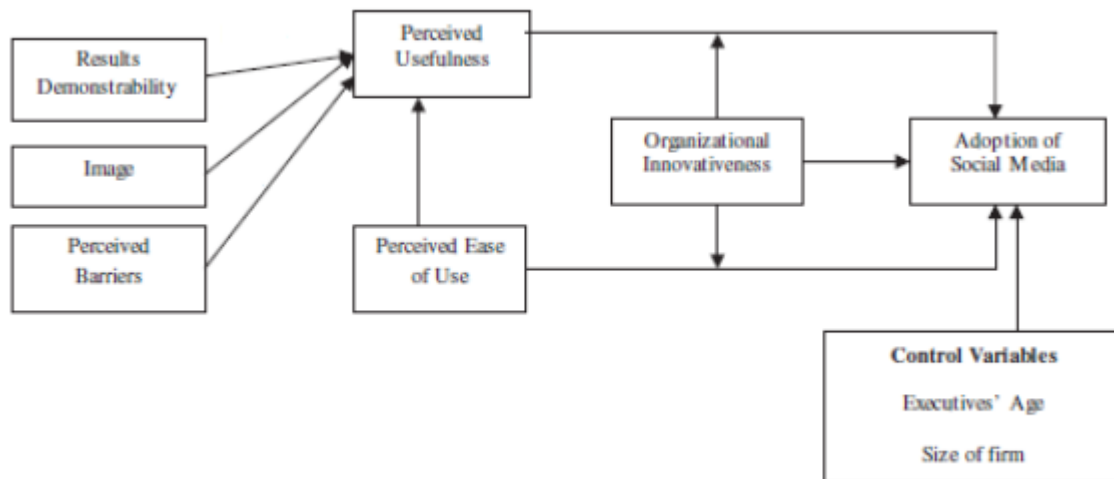 Perceived
Usefulness
Results
Demonstrability
Organizational
Innovativeness
Adoption of
Social Media
Image
Perceived
Barriers
Perceived Ease
of Use
Control Variables
Executives' Age
Size of firm